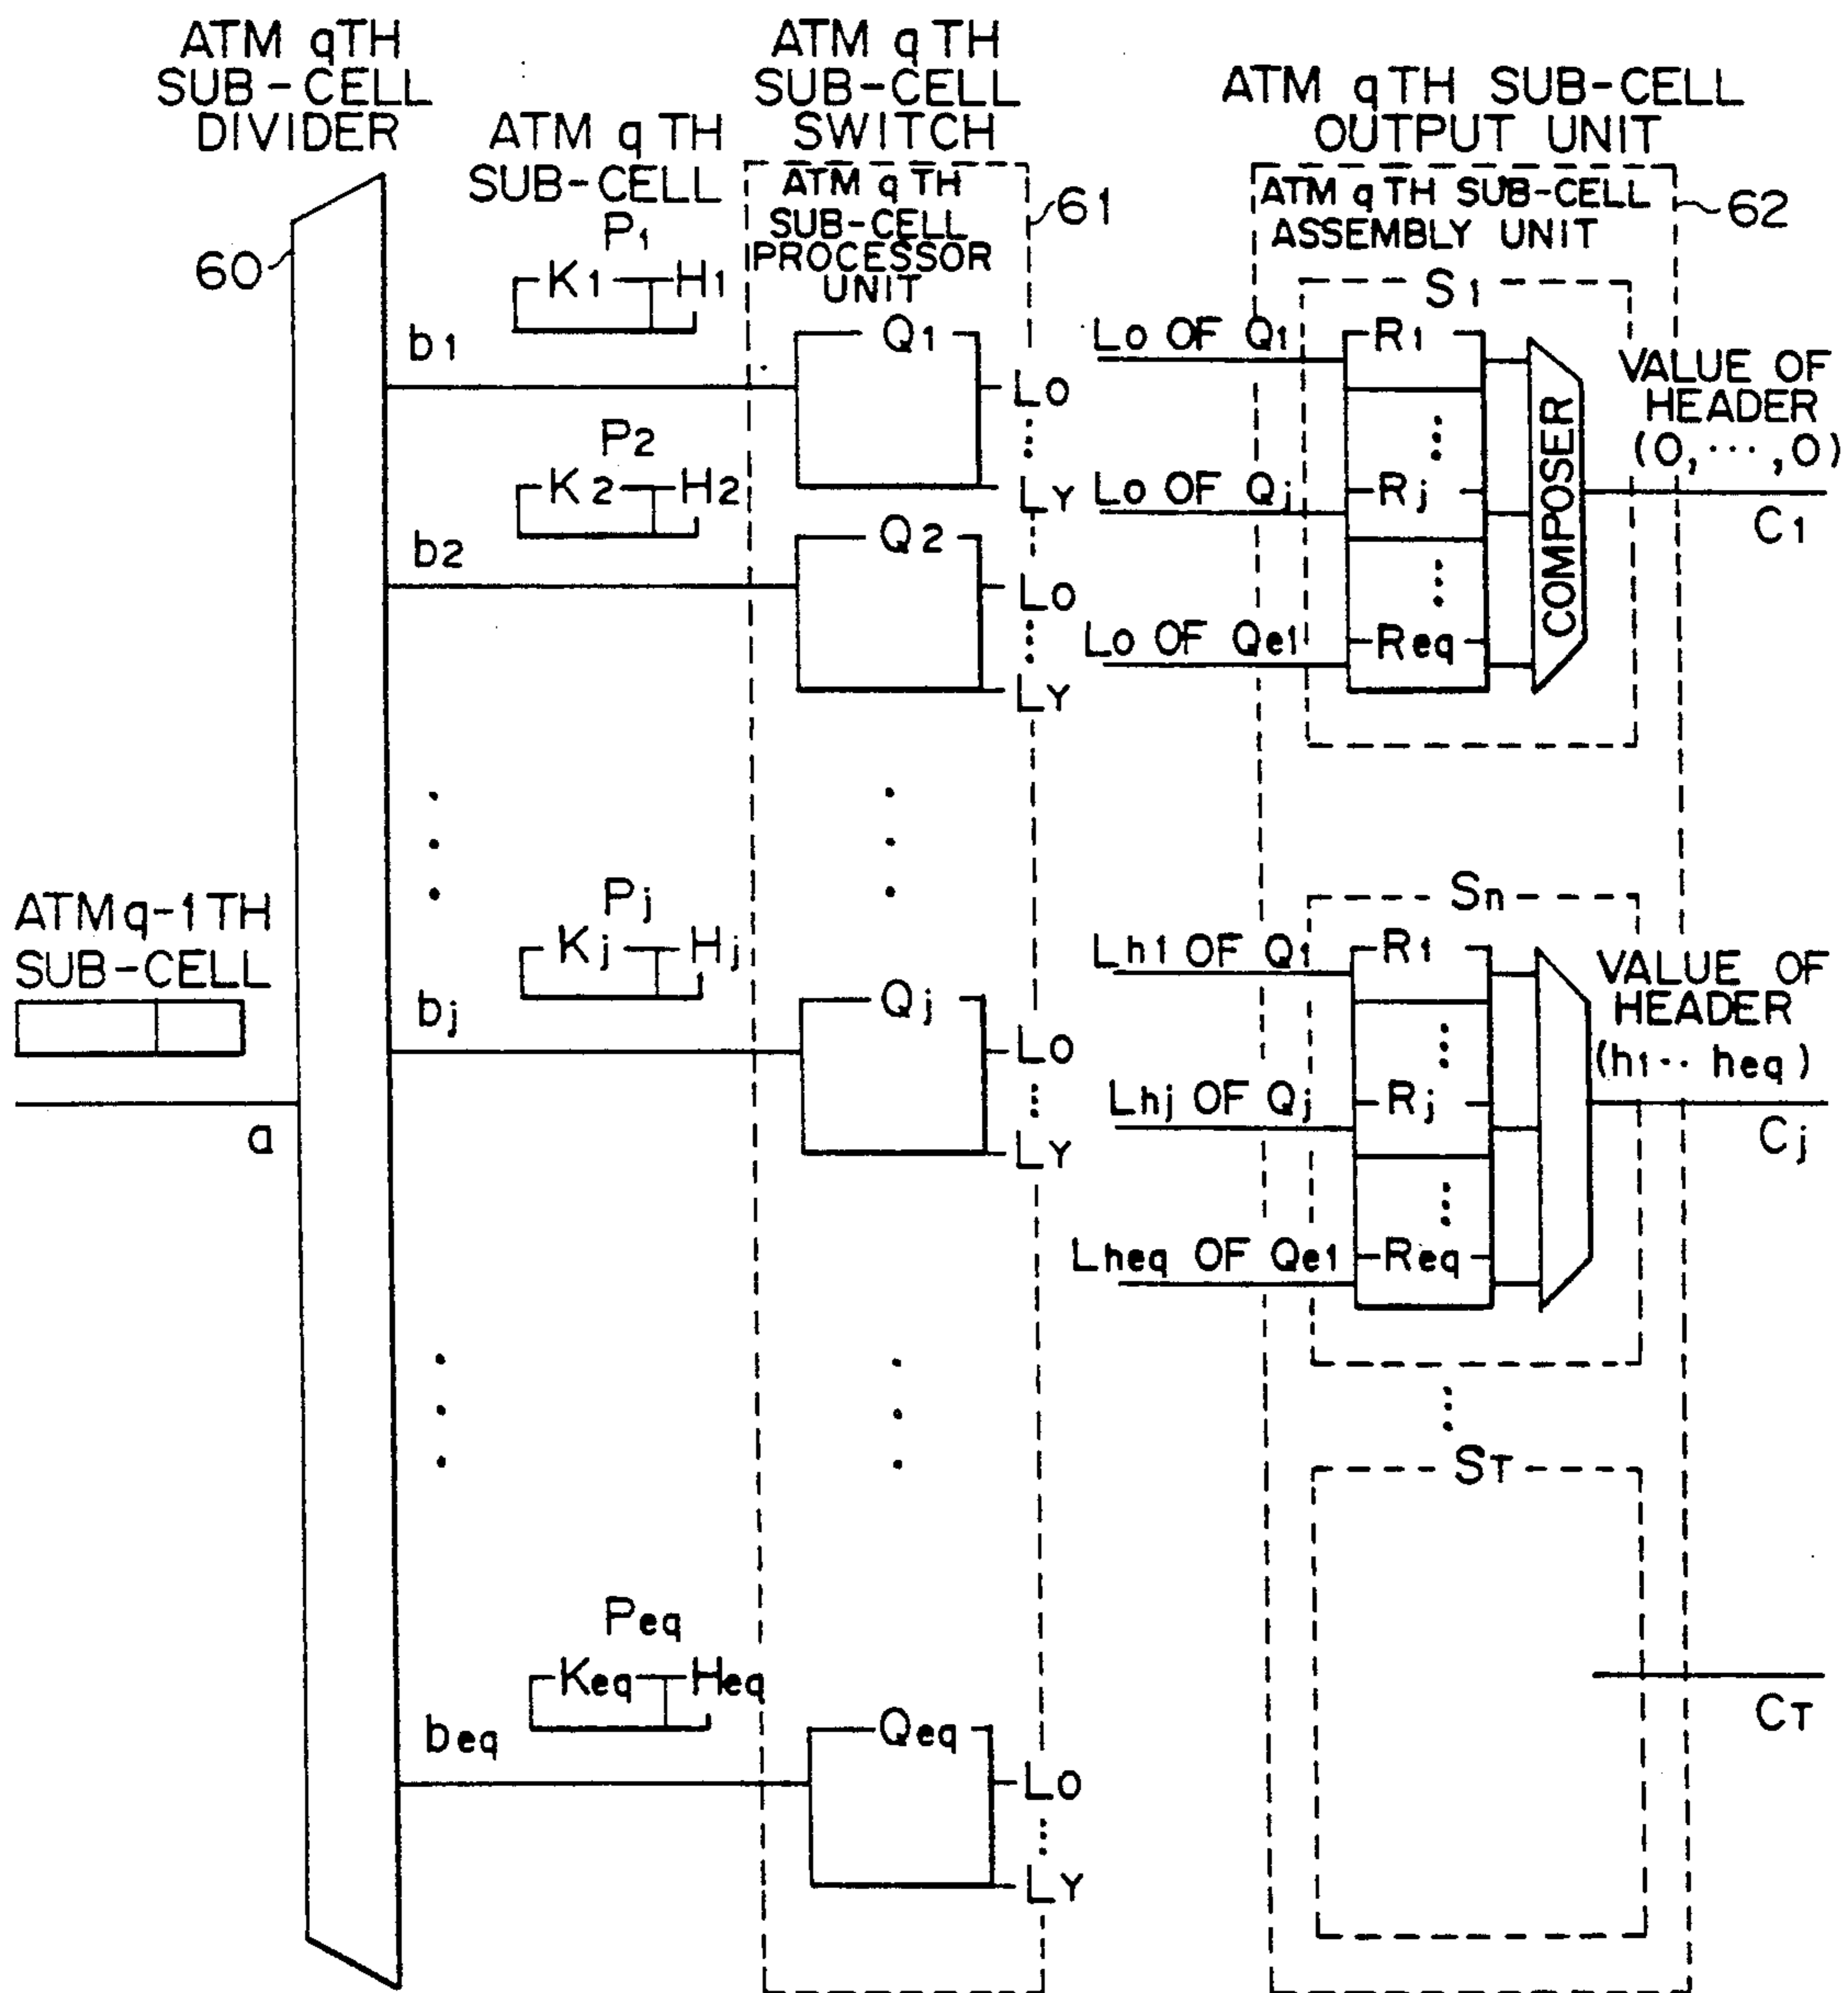 ATM qTH
SUB-CELL
DIVIDER
ATM qTH
SUB-CELL
ATM qTH
SUB-CELL
SWITCH
ATM qTH SUB-CELL
OUTPUT UNIT
ATM qTH
SUB-CELL
PROCESSOR
UNIT
61
ATM qTH SUB-CELL
ASSEMBLY UNIT
62
60
P1
K1 H1
b1
Q1
LO
LY
P2
K2 H2
b2
Q2
LO
LY
S1
Lo OF Q1
R1
Lo OF Qj
Rj
Lo OF Qe1
Req
COMPOSER
VALUE OF
HEADER
(0,...,0)
C1
ATMq-1TH
SUB-CELL
a
Pj
Kj Hj
bj
Qj
LO
LY
Sn
Lh1 OF Q1
R1
Lhj OF Qj
Rj
Lheq OF Qe1
Req
VALUE OF
HEADER
(h1-- heq)
Cj
ST
CT
Peq
Keq Heq
beq
Qeq
LO
LY